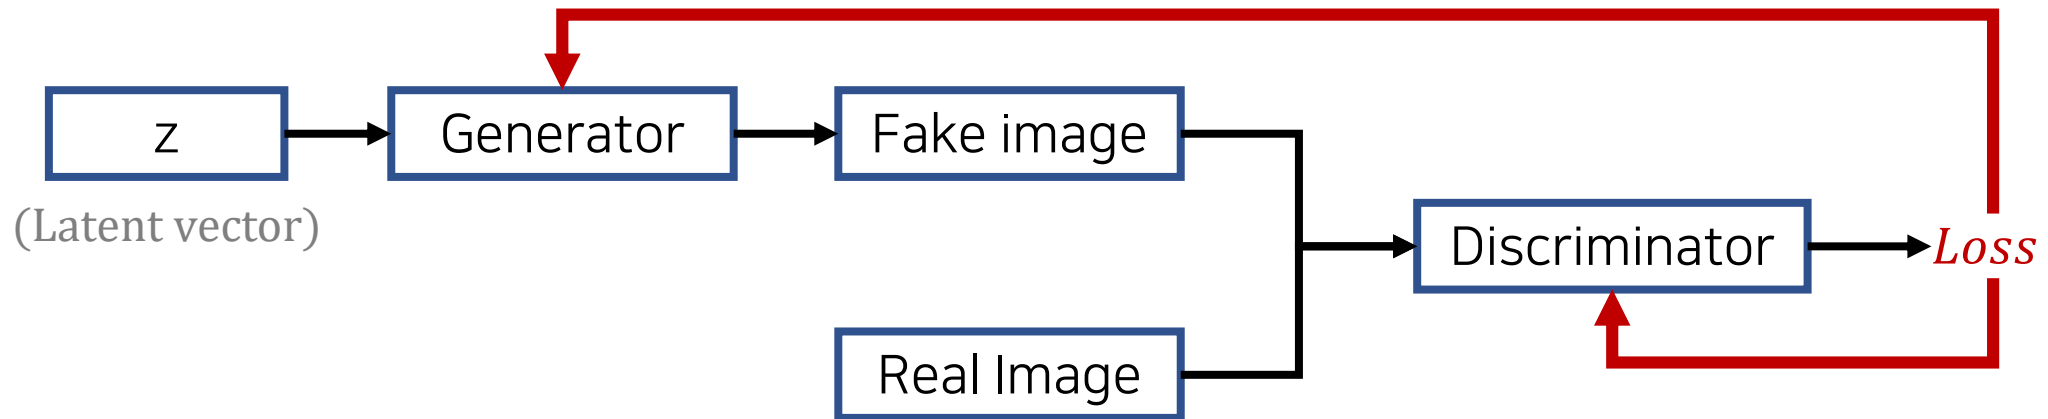 z
(Latent vector)
Generator
Fake image
Real Image
Discriminator
Loss